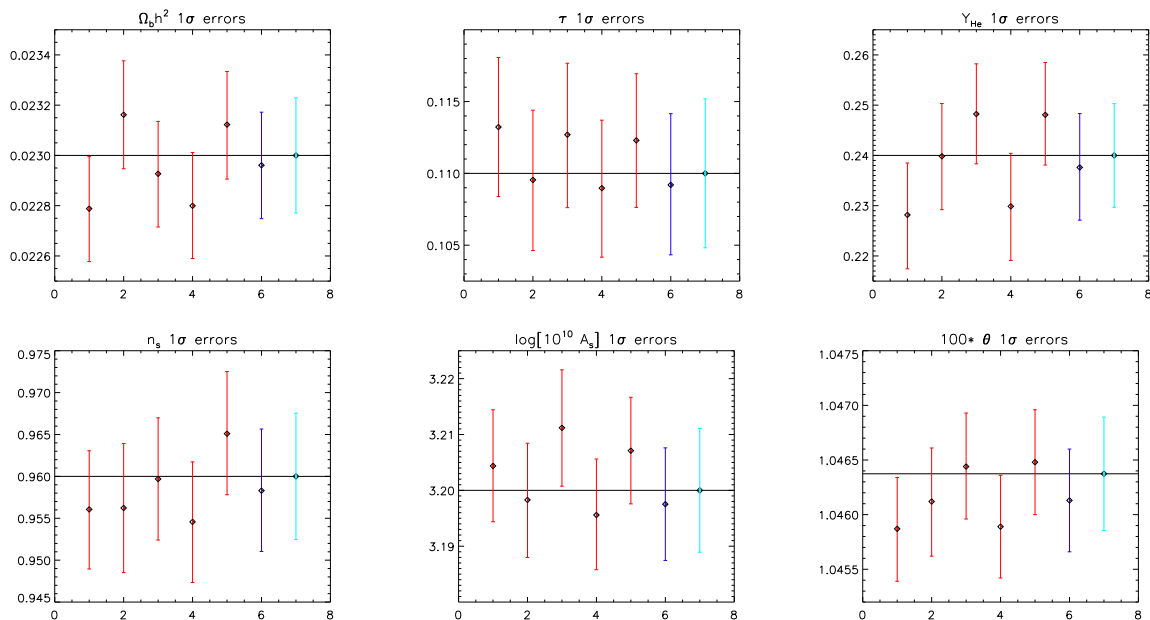 Ω_b h² 1σ errors
0.0234
0.0232
0.0230
0.0228
0.0226
0 2 4 6 8
τ 1σ errors
0.115
0.110
0.105
0 2 4 6 8
Y_He 1σ errors
0.26
0.25
0.24
0.23
0.22
0 2 4 6 8
n_s 1σ errors
0.975
0.970
0.965
0.960
0.955
0.950
0.945
0 2 4 6 8
log[10¹⁰ A_s] 1σ errors
3.22
3.21
3.20
3.19
0 2 4 6 8
100* θ 1σ errors
1.0475
1.0470
1.0465
1.0460
1.0455
0 2 4 6 8